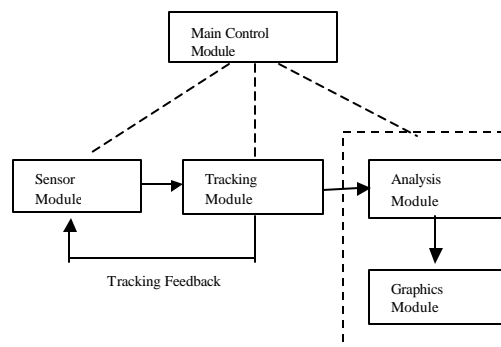 Main Control
Module
Sensor
Module
Tracking
Module
Analysis
Module
Tracking Feedback
Graphics
Module